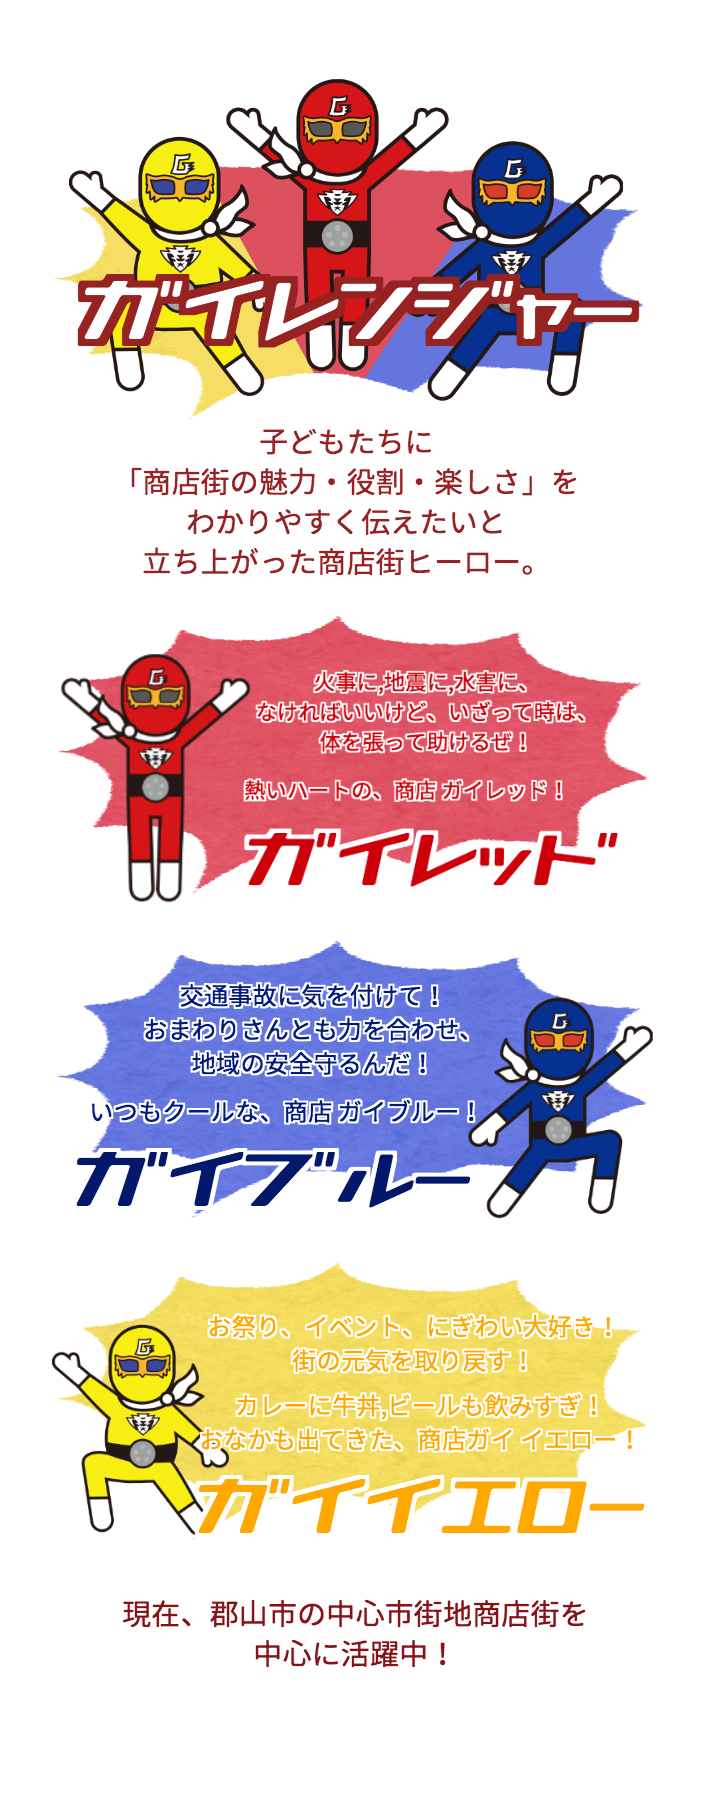 ガイレンジャー
子どもたちに
「商店街の魅力・役割・楽しさ」を
わかりやすく伝えたいと
立ち上がった商店街ヒーロー。
火事に,地震に,水害に、
なければいいけど、いざって時は、
体を張って助けるぜ！
熱いハートの、商店 ガイレッド！
ガイレッド
交通事故に気を付けて！
おまわりさんとも力を合わせ、
地域の安全守るんだ！
いつもクールな、商店 ガイブルー！
ガイブルー
お祭り、イベント、にぎわい大好き！
街の元気を取り戻す！
カレーに牛丼,ビールも飲みすぎ！
おなかも出てきた、商店ガイ イエロー！
ガイイエロー
現在、郡山市の中心市街地商店街を
中心に活躍中！